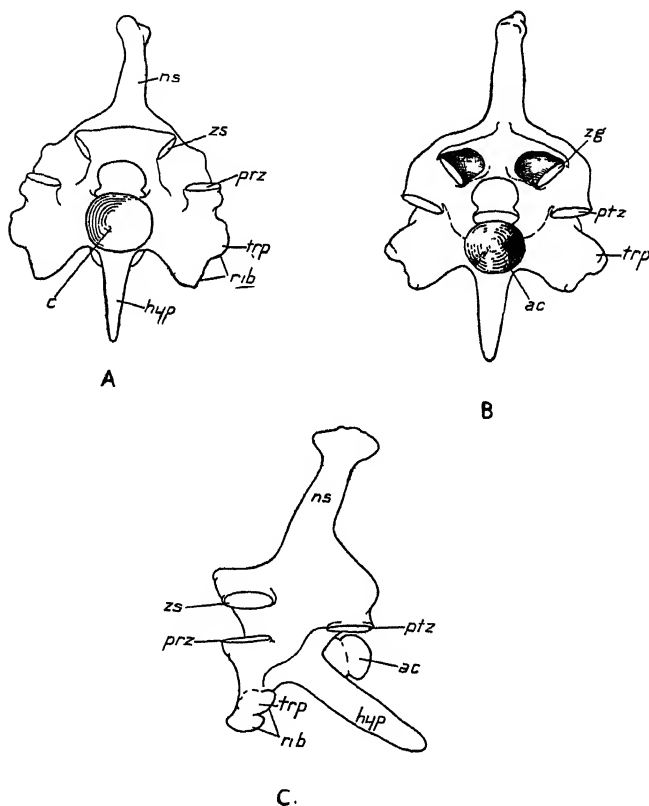 ns
zs
prz
trp
rib
c
hyp
A
zg
ptz
trp
ac
B
ns
zs
prz
ptz
ac
trp
hyp
rib
C.